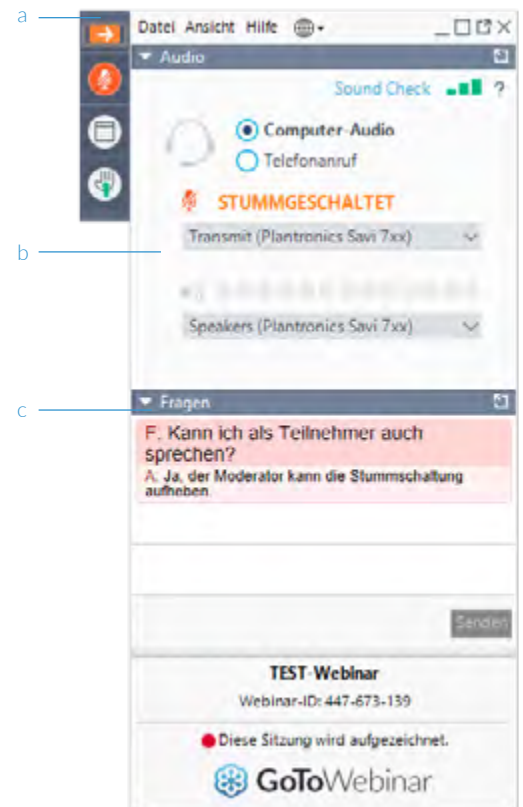 a
Datei Ansicht Hilfe
Audio
Sound Check ?
Computer-Audio
Telefonanruf
STUMMGESCHALTET
b
Transmit (Plantronics Savi 7xx)
Speakers (Plantronics Savi 7xx)
c
Fragen
F. Kann ich als Teilnehmer auch
sprechen?
A: Ja, der Moderator kann die Stummschaltung
aufheben.
Senden
TEST-Webinar
Webinar-ID: 447-673-139
Diese Sitzung wird aufgezeichnet.
GoToWebinar